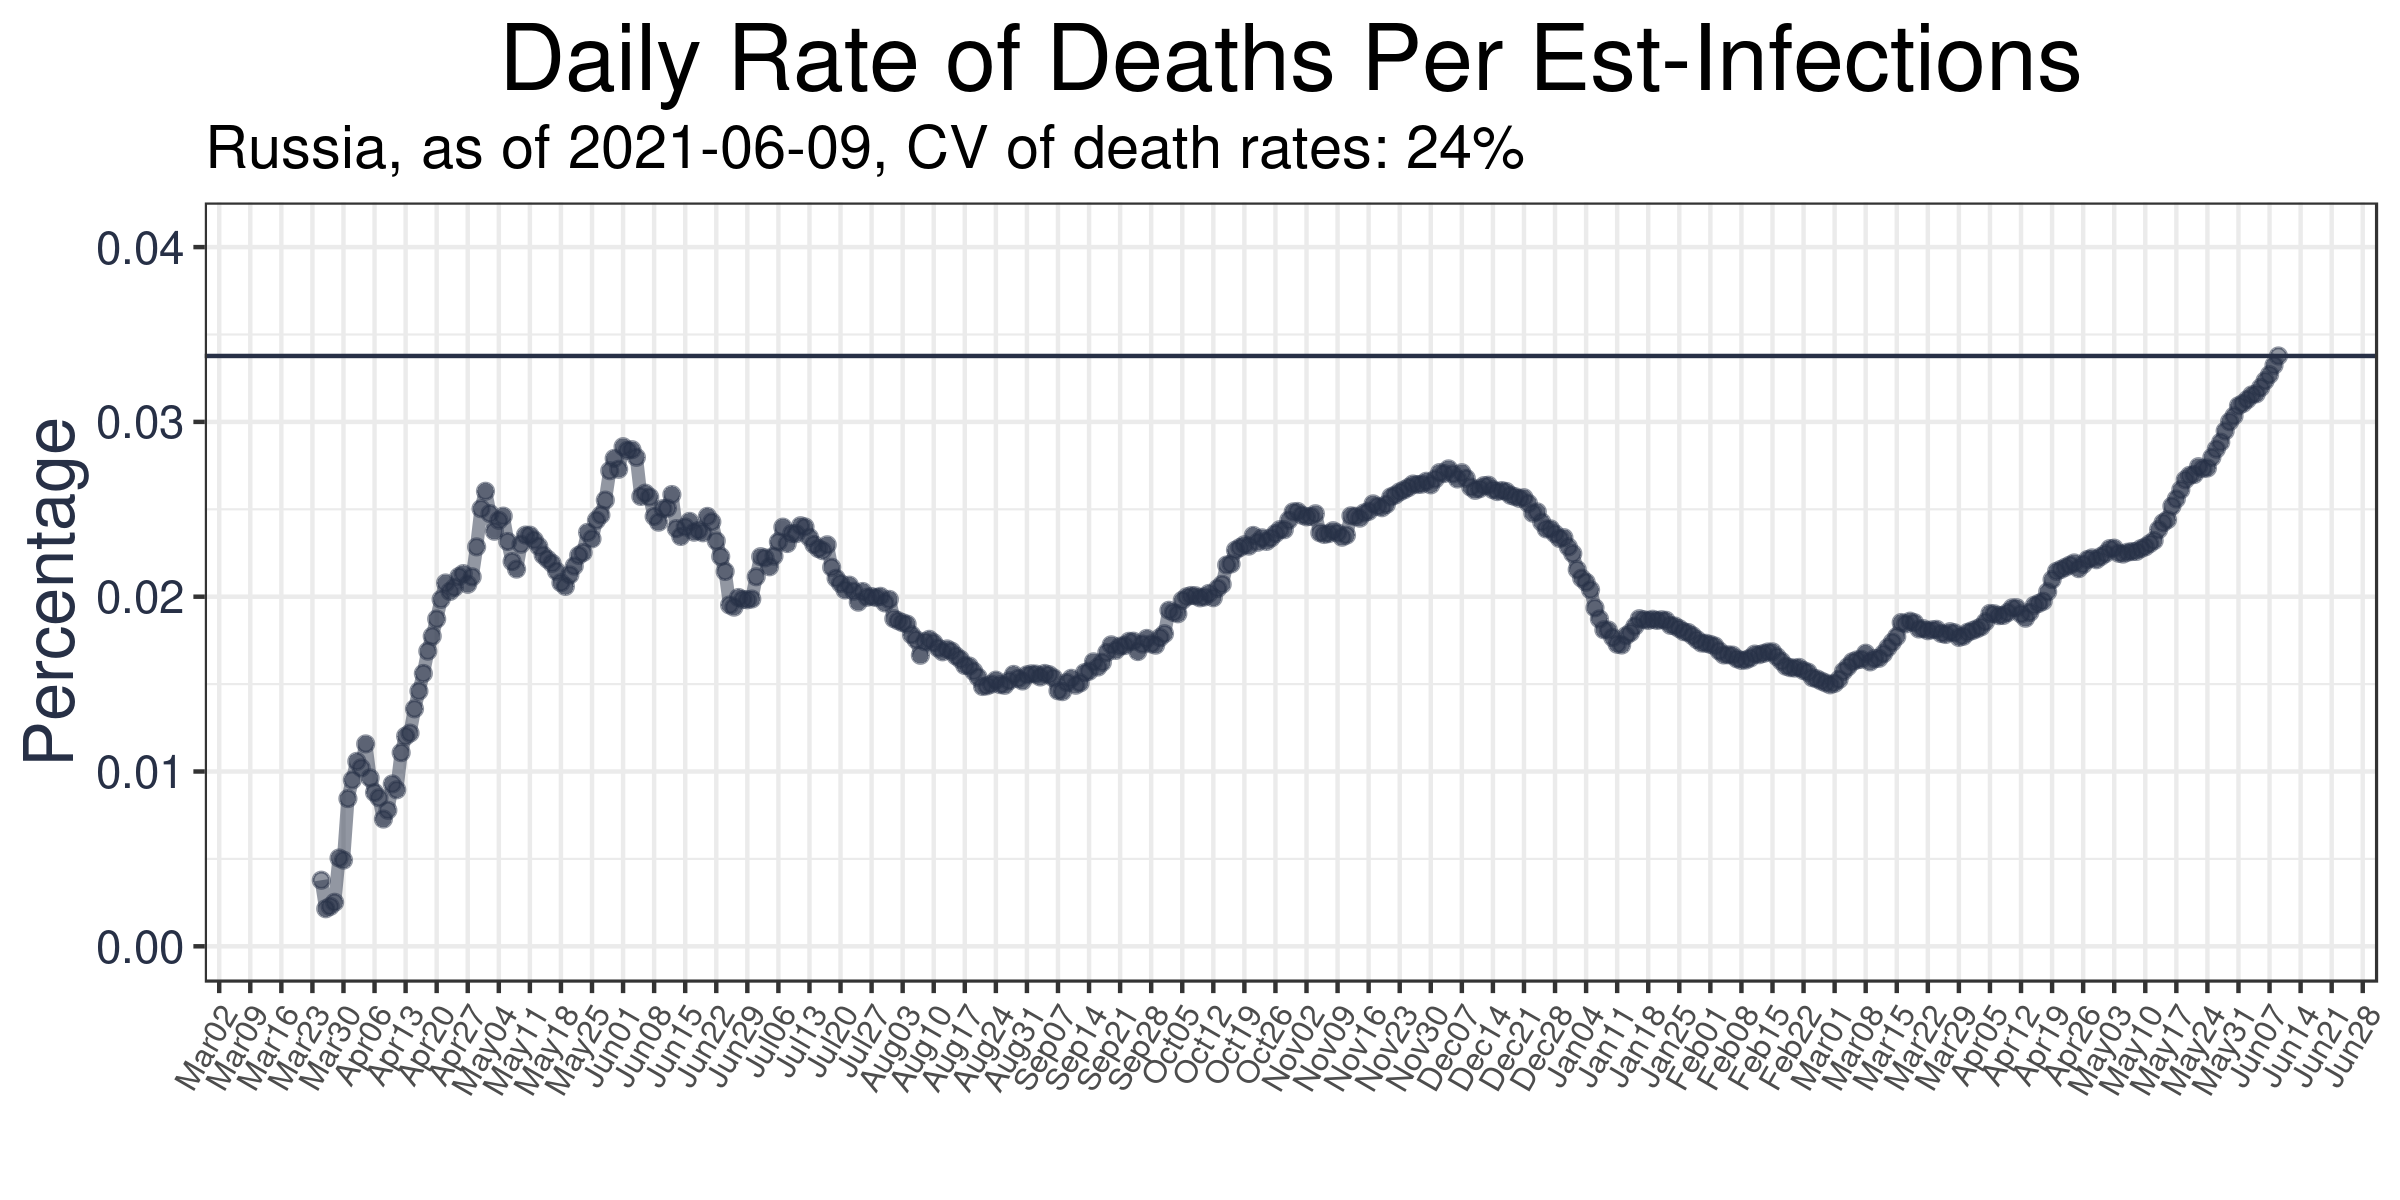 Daily Rate of Deaths Per Est-Infections
Russia, as of 2021-06-09, CV of death rates: 24%
Percentage
0.04
0.03
0.02
0.01
0.00
Mar02
Mar09
Mar16
Mar23
Mar30
Apr06
Apr13
Apr20
Apr27
May04
May11
May18
May25
Jun01
Jun08
Jun15
Jun22
Jun29
Jul06
Jul13
Jul20
Jul27
Aug03
Aug10
Aug17
Aug24
Aug31
Sep07
Sep14
Sep21
Sep28
Oct05
Oct12
Oct19
Oct26
Nov02
Nov09
Nov16
Nov23
Nov30
Dec07
Dec14
Dec21
Dec28
Jan04
Jan11
Jan18
Jan25
Feb01
Feb08
Feb15
Feb22
Mar01
Mar08
Mar15
Mar22
Mar29
Apr05
Apr12
Apr19
Apr26
May03
May10
May17
May24
May31
Jun07
Jun14
Jun21
Jun28